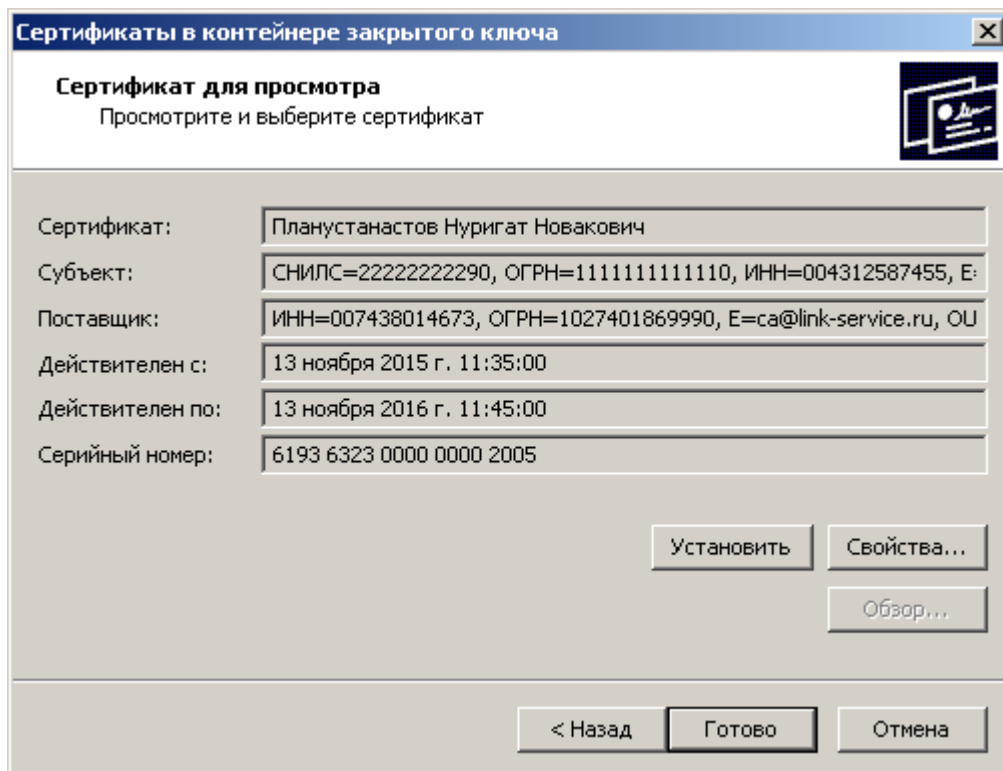 Сертификаты в контейнере закрытого ключа
Сертификат для просмотра
Просмотрите и выберите сертификат
Сертификат: Планустанастов Нуригат Новакович
Субъект: СНИЛС=22222222290, ОГРН=1111111111110, ИНН=004312587455, E=
Поставщик: ИНН=007438014673, ОГРН=1027401869990, E=ca@link-service.ru, OU
Действителен с: 13 ноября 2015 г. 11:35:00
Действителен по: 13 ноября 2016 г. 11:45:00
Серийный номер: 6193 6323 0000 0000 2005
Установить Свойства...
Обзор...
< Назад Готово Отмена